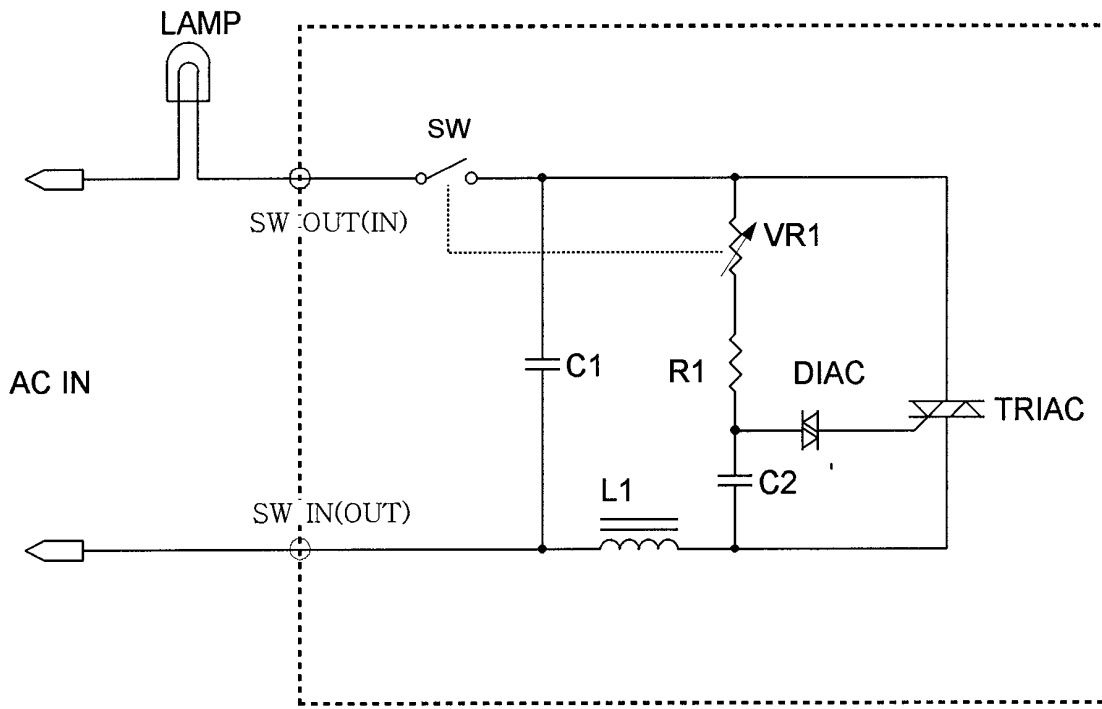 LAMP
SW
SW OUT(IN)
VR1
C1
R1
DIAC
AC IN
TRIAC
C2
L1
SW IN(OUT)